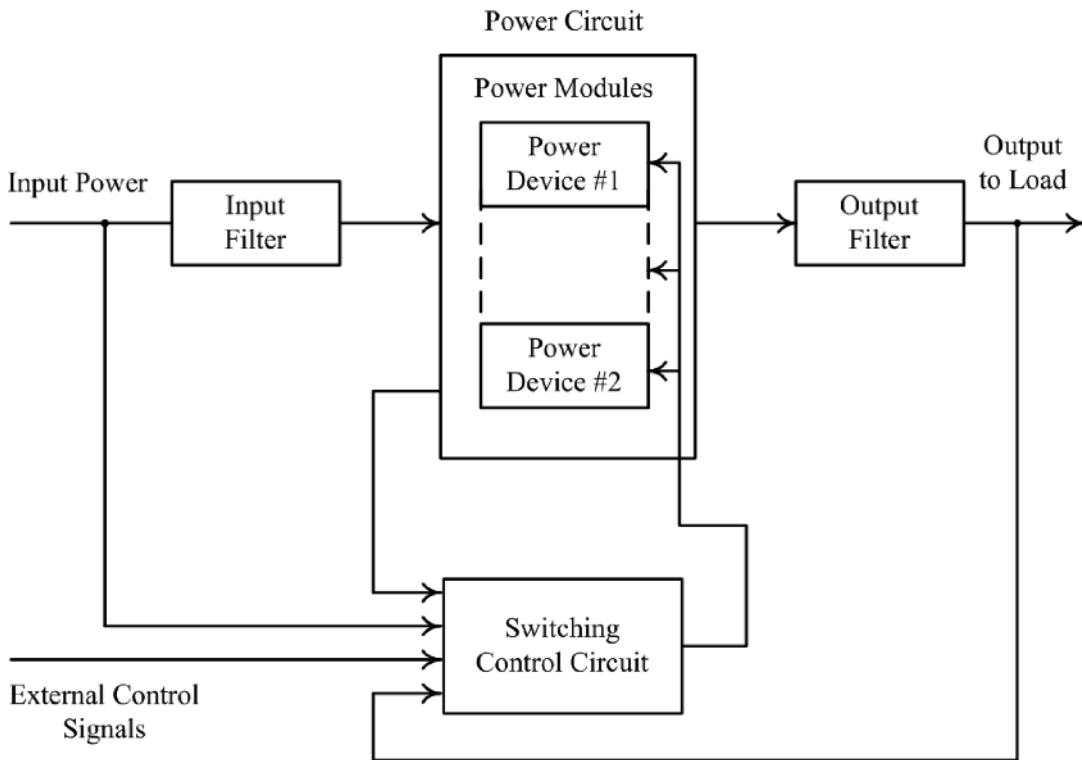 Power Circuit
Power Modules
Power
Device #1
Input Power
Input
Filter
Output
to Load
Output
Filter
Power
Device #2
Switching
Control Circuit
External Control
Signals